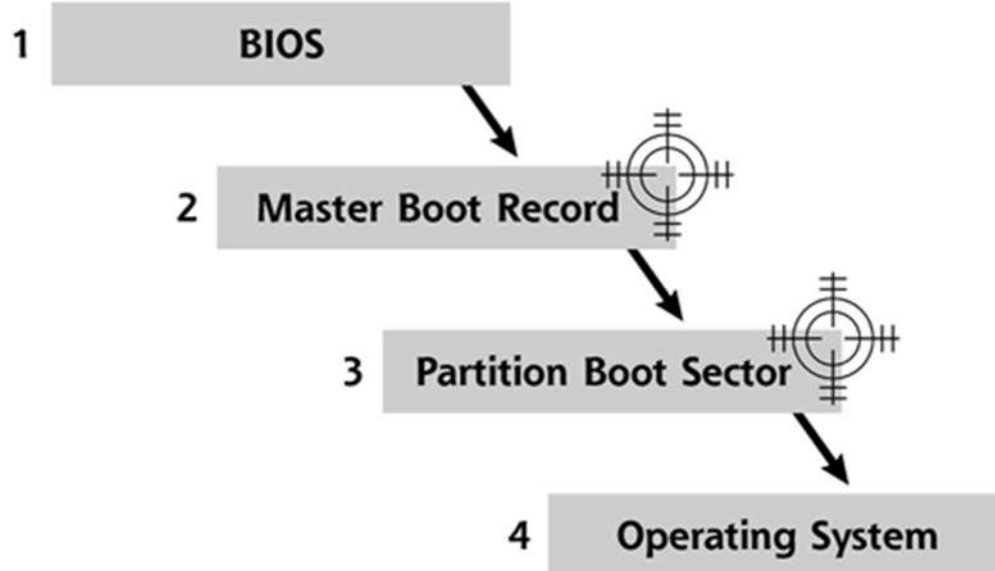 1 BIOS
2 Master Boot Record
3 Partition Boot Sector
4 Operating System